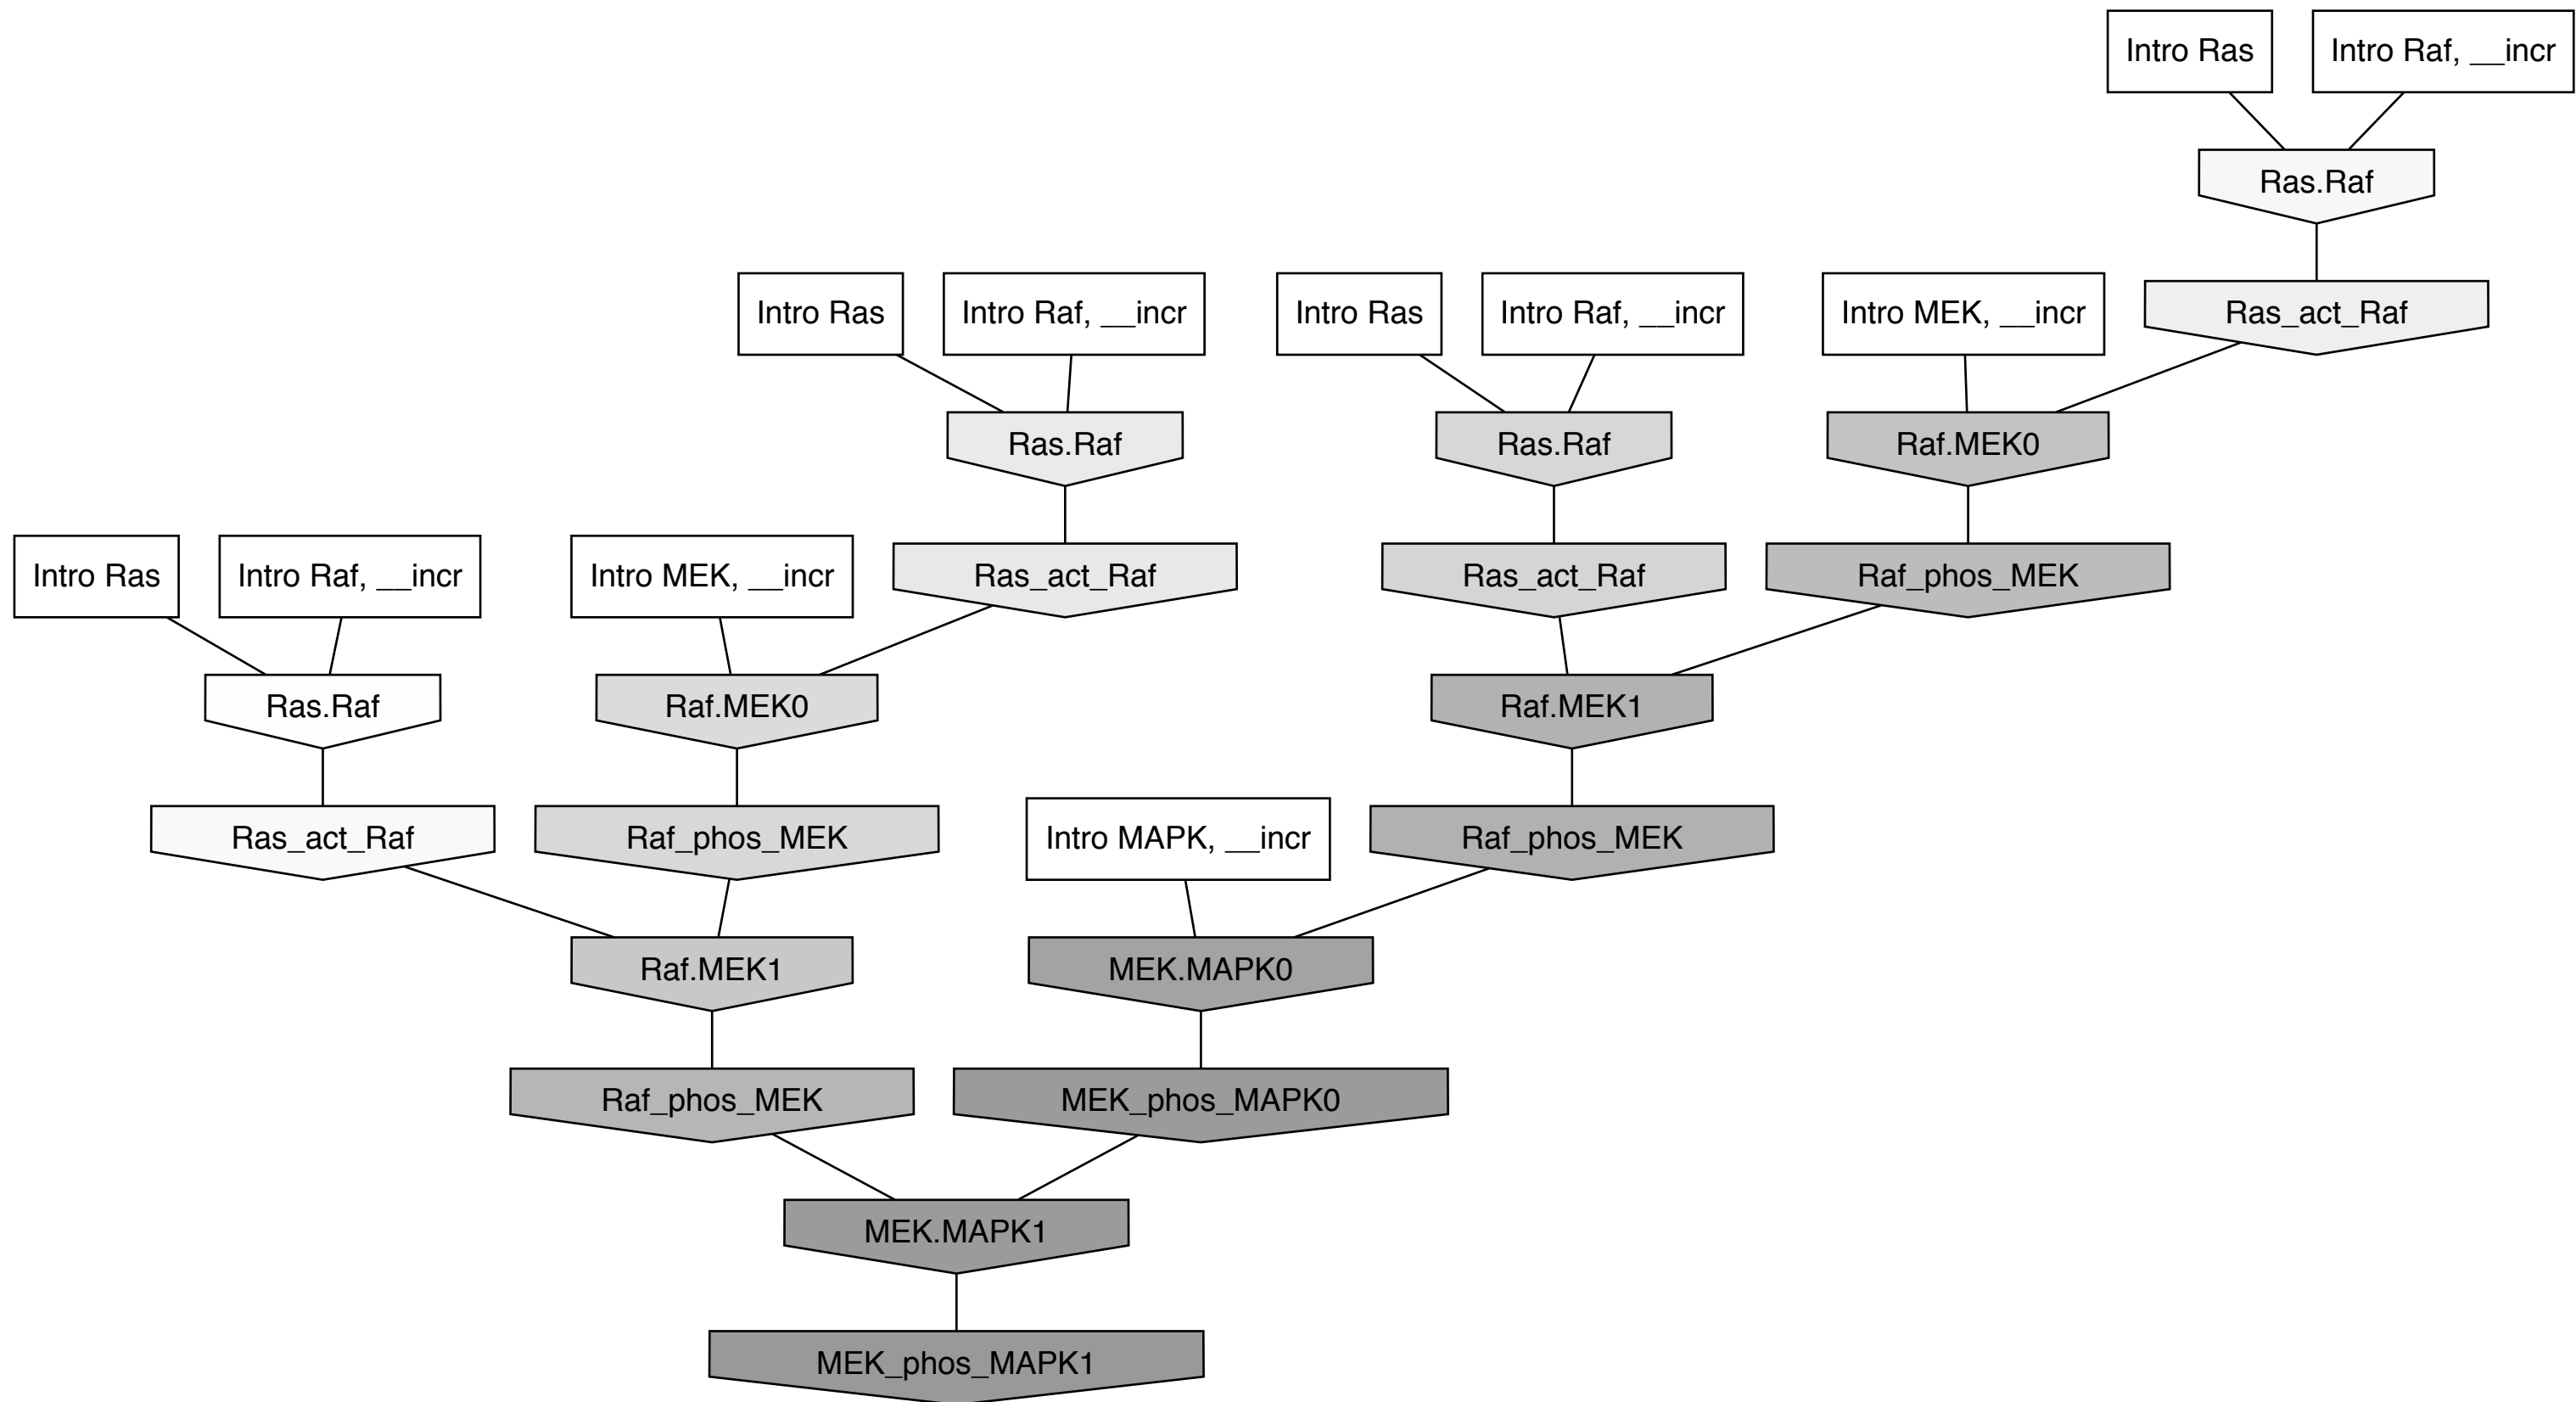 Intro Ras
Intro Raf, __incr
Ras.Raf
Intro Ras
Intro Raf, __incr
Intro Ras
Intro Raf, __incr
Intro MEK, __incr
Ras_act_Raf
Ras.Raf
Ras.Raf
Raf.MEK0
Intro Ras
Intro Raf, __incr
Intro MEK, __incr
Ras_act_Raf
Ras_act_Raf
Raf_phos_MEK
Ras.Raf
Raf.MEK0
Raf.MEK1
Ras_act_Raf
Raf_phos_MEK
Intro MAPK, __incr
Raf_phos_MEK
Raf.MEK1
MEK.MAPK0
Raf_phos_MEK
MEK_phos_MAPK0
MEK.MAPK1
MEK_phos_MAPK1